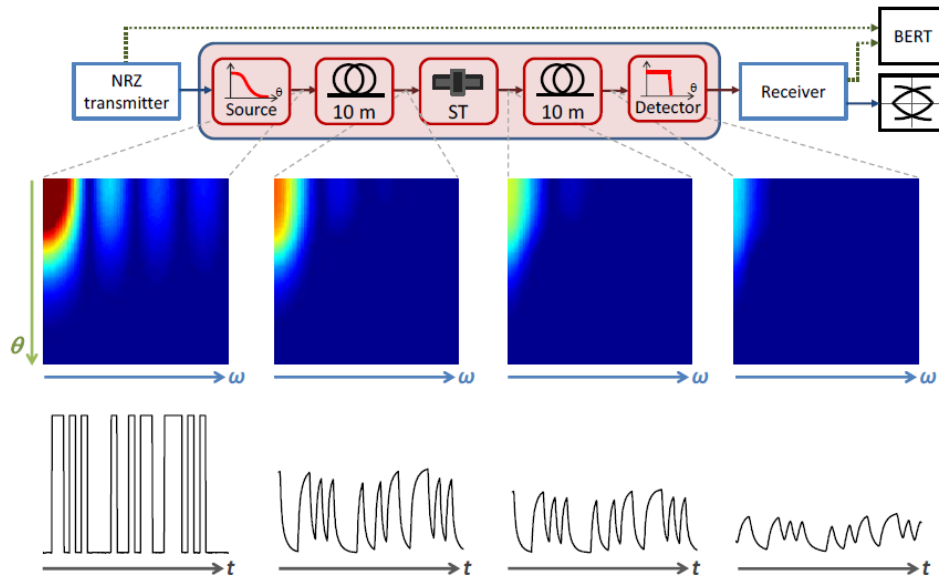 NRZ
transmitter
θ
Source
10 m
ST
10 m
θ
Detector
Receiver
BERT
θ
ω
ω
ω
ω
t
t
t
t